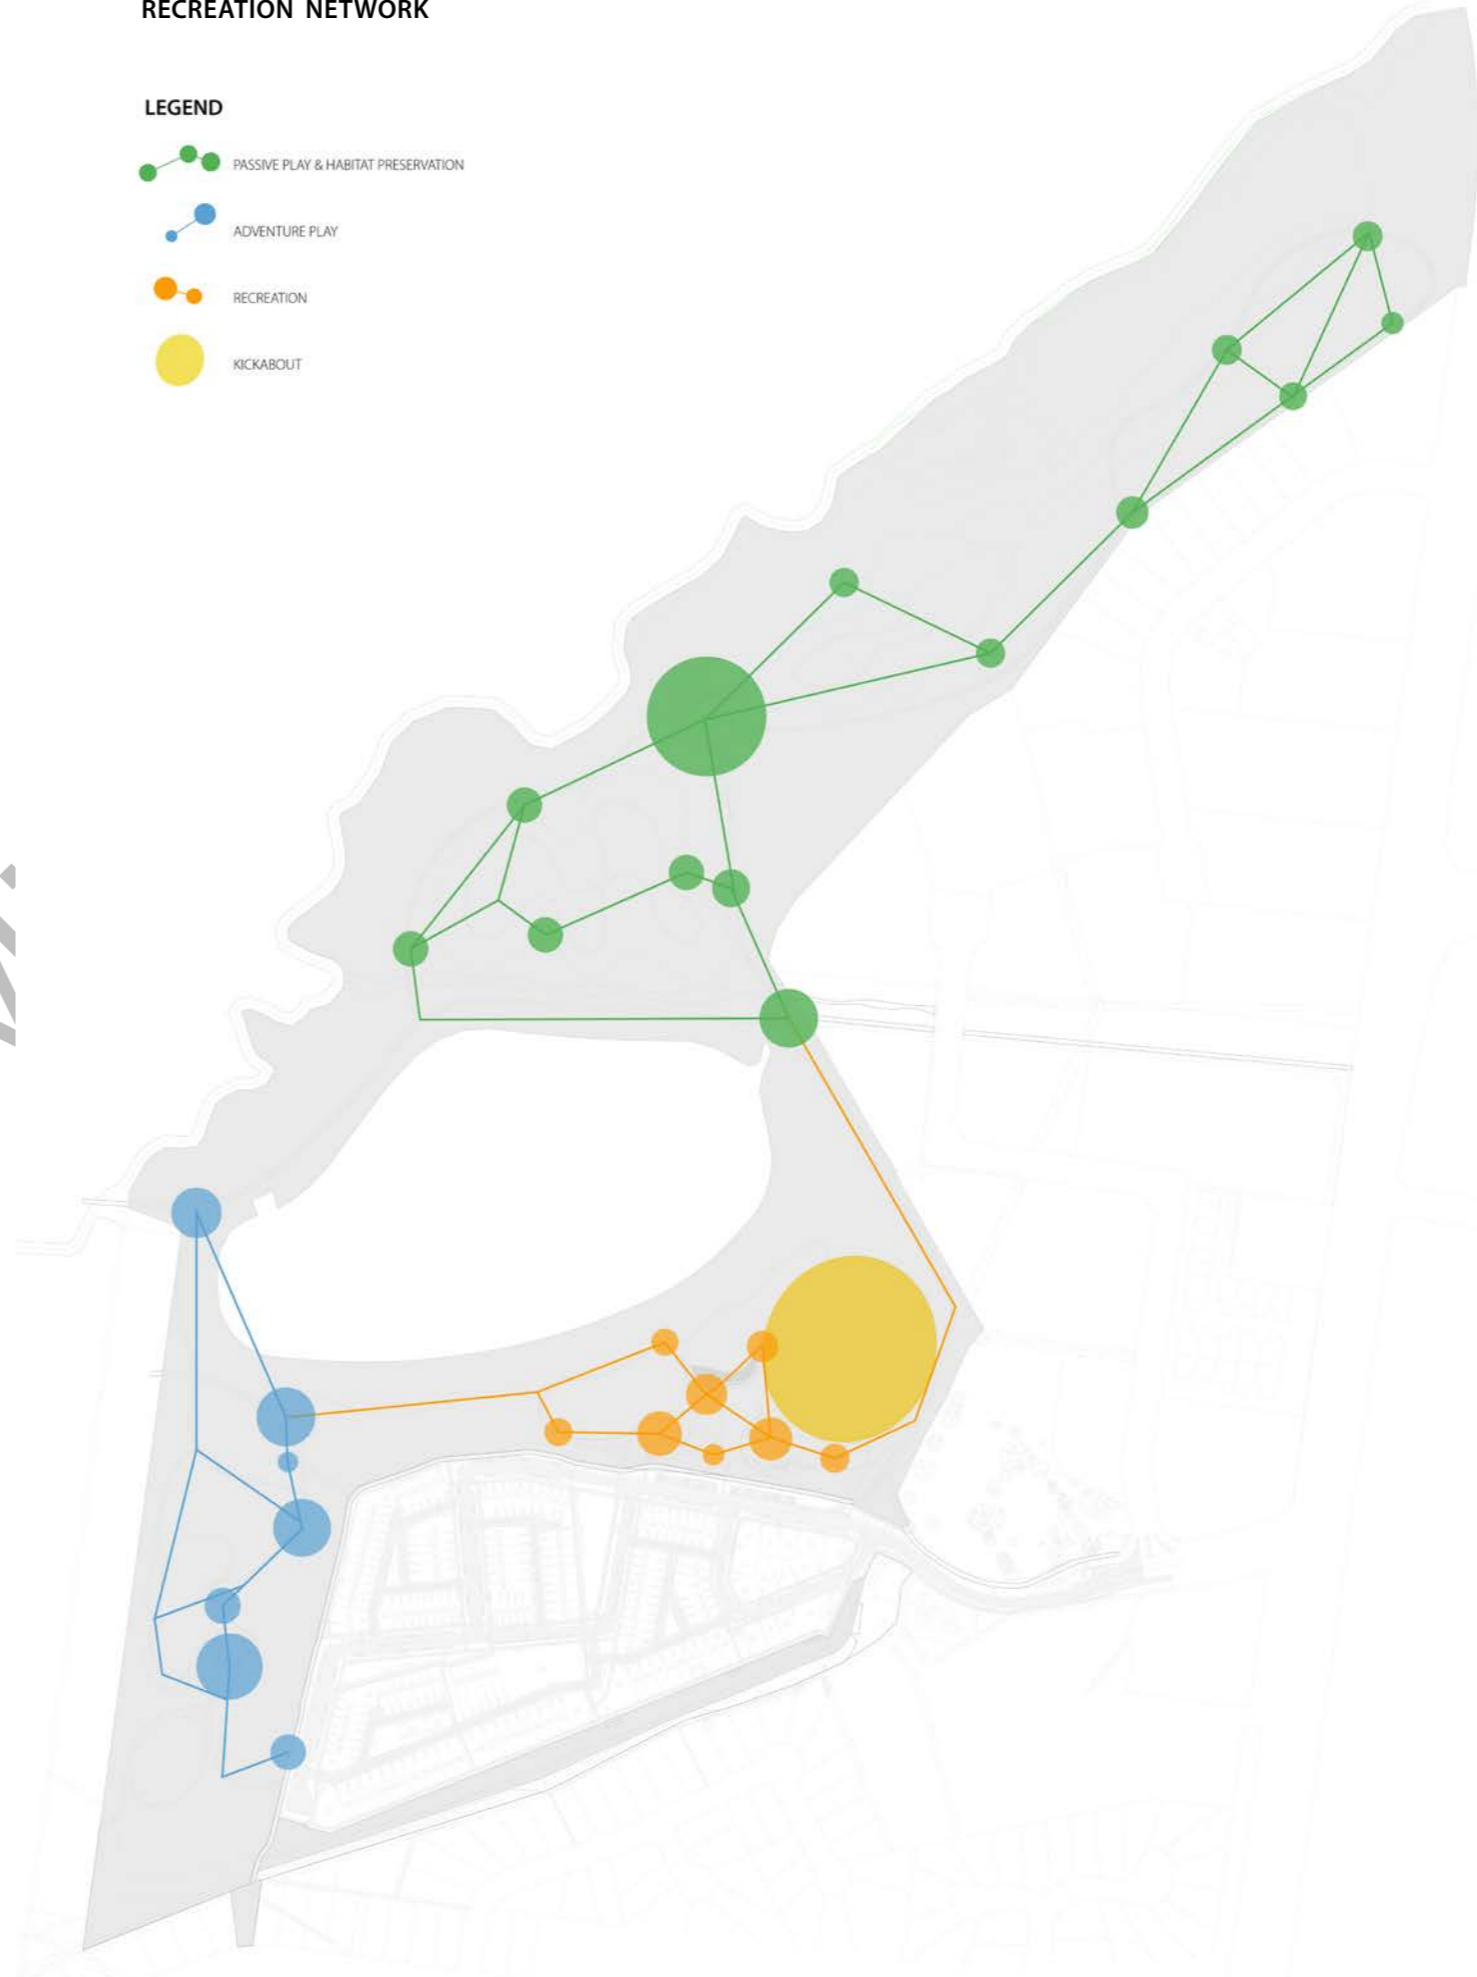 RECREATION NETWORK
LEGEND
PASSIVE PLAY & HABITAT PRESERVATION
ADVENTURE PLAY
RECREATION
KICKABOUT